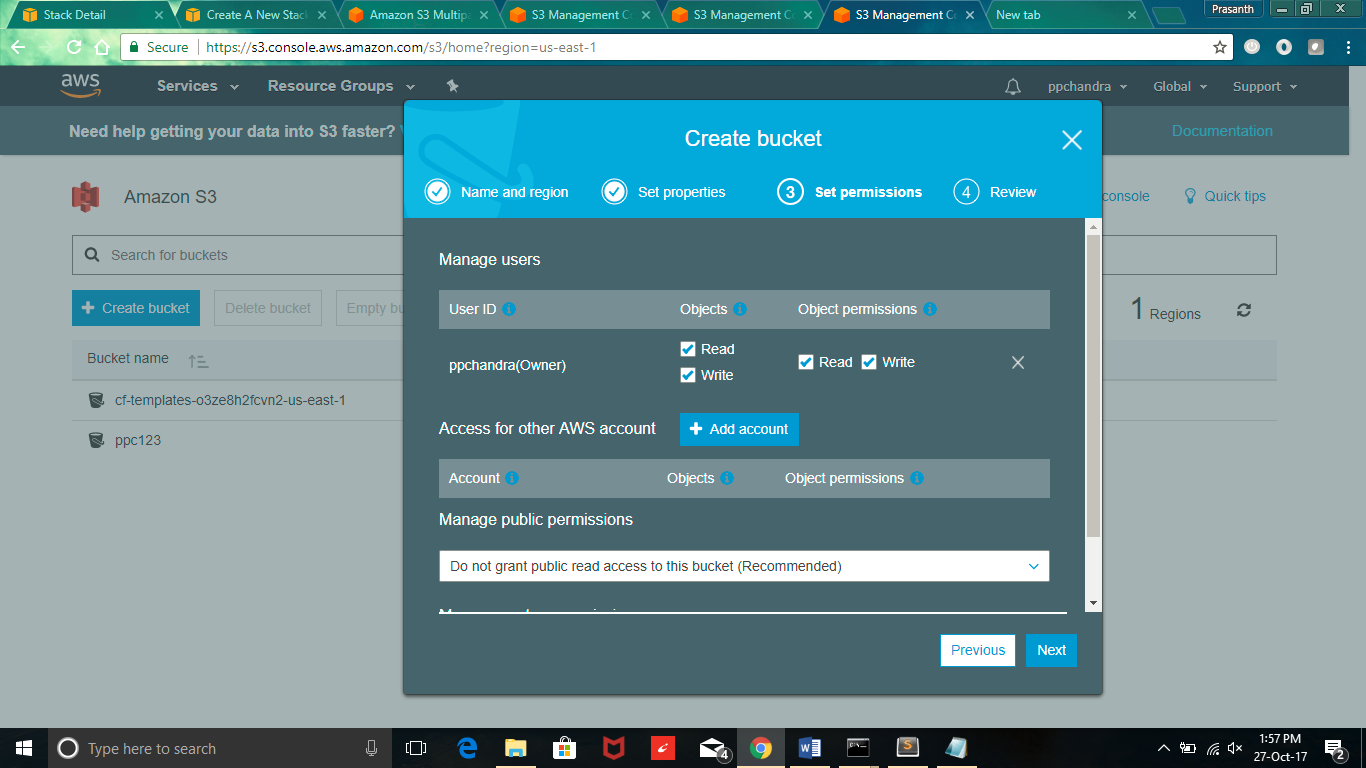 Stack Detail
Create A New Stac
Amazon S3 Multipa
S3 Management C
S3 Management C
S3 Management C
New tab
Prasanth
Secure
https://s3.console.aws.amazon.com/s3/home?region=us-east-1
aws
Services
Resource Groups
ppchandra
Global
Support
Need help getting your data into S3 faster?
Documentation
Create bucket
Name and region
Set properties
3 Set permissions
4 Review
Amazon S3
console
Quick tips
Search for buckets
Create bucket
Delete bucket
Empty bu
1 Regions
Bucket name
cf-templates-o3ze8h2fcvn2-us-east-1
ppc123
Manage users
User ID
Objects
Object permissions
ppchandra(Owner)
Read
Write
Read
Write
Access for other AWS account
Add account
Account
Objects
Object permissions
Manage public permissions
Do not grant public read access to this bucket (Recommended)
Previous
Next
Type here to search
4
1:57 PM
27-Oct-17
2